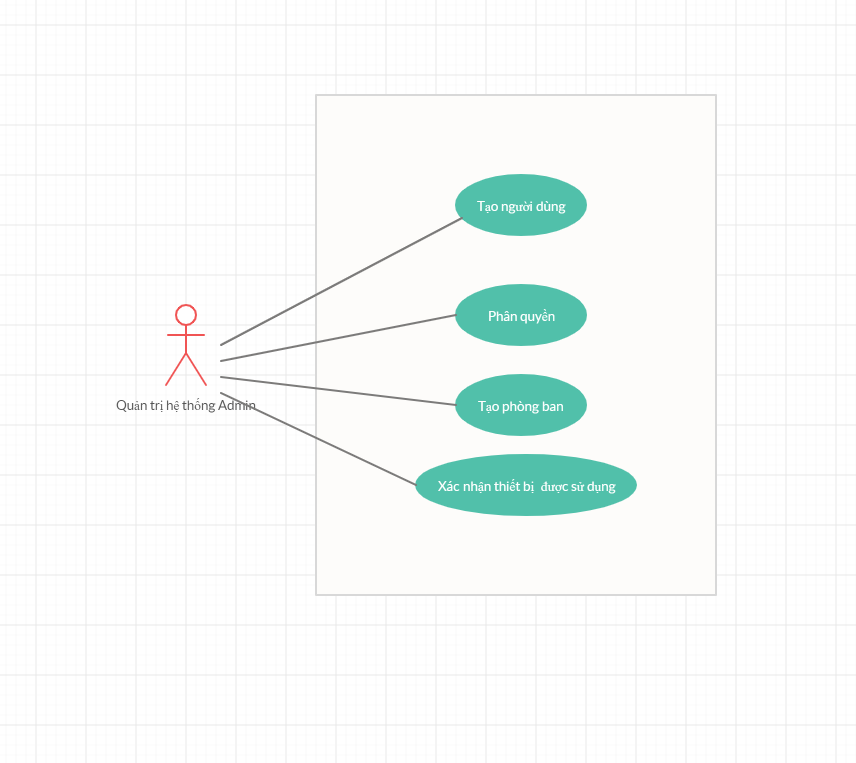 Tạo người dùng
Phân quyền
Tạo phòng ban
Quản trị hệ thống Admin
Xác nhận thiết bị được sử dụng